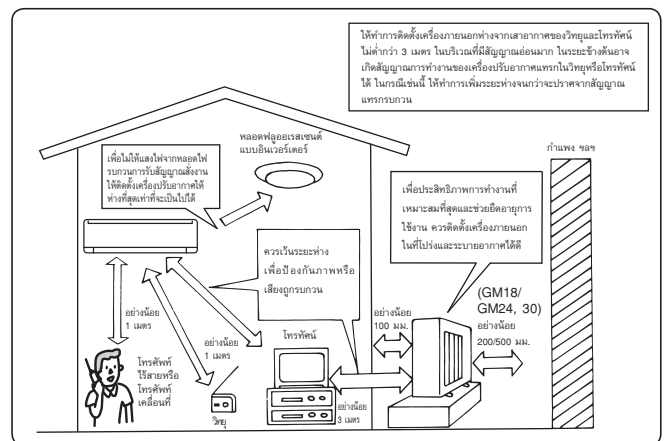 ให้ทำการติดตั้งเครื่องภายนอกห่างจากเสาอากาศของวิทยุและโทรทัศน์
ไม่ต่ำกว่า 3 เมตร ในบริเวณที่มีสัญญาณอ่อนมาก ในระยะข้างต้นอาจ
เกิดสัญญาณการทำงานของเครื่องปรับอากาศแทรกในวิทยุหรือโทรทัศน์
ได้ ในกรณีเช่นนี้ ให้ทำการเพิ่มระยะห่างจนกว่าจะปราศจากสัญญาณ
แทรกรบกวน
หลอดฟลูออเรสเซนต์
แบบอินเวอร์เตอร์
กำแพง ฯลฯ
เพื่อไม่ให้แสงไฟจากหลอดไฟ
รบกวนการรับสัญญาณสั่งงาน
ให้ติดตั้งเครื่องปรับอากาศให้
ห่างที่สุดเท่าที่จะเป็นไปได้
เพื่อประสิทธิภาพการทำงานที่
เหมาะสมที่สุดและช่วยยืดอายุการ
ใช้งาน ควรติดตั้งเครื่องภายนอก
ในที่โปร่งและระบายอากาศได้ดี
ควรเว้นระยะห่าง
เพื่อป้องกันภาพหรือ
เสียงถูกรบกวน
(GM18/
GM24, 30)
อย่างน้อย
200/500 มม.
อย่างน้อย
100 มม.
อย่างน้อย
1 เมตร
อย่างน้อย
1 เมตร
โทรทัศน์
โทรศัพท์
ไร้สายหรือ
โทรศัพท์
เคลื่อนที่
วิทยุ
อย่างน้อย
3 เมตร